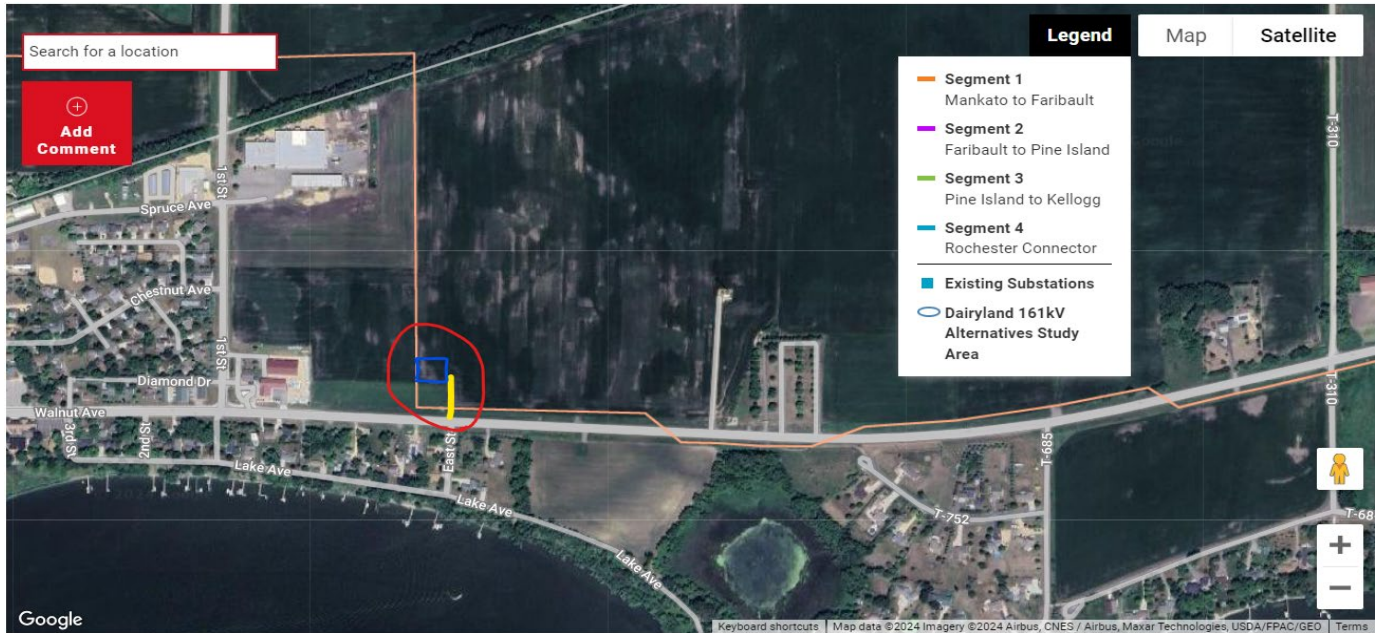 Search for a location
Add
Comment
Legend
Map
Satellite
Segment 1
Mankato to Faribault
Segment 2
Faribault to Pine Island
Segment 3
Pine Island to Kellogg
Segment 4
Rochester Connector
Existing Substations
Dairyland 161kV
Alternatives Study
Area
T-310
1st St
Spruce Ave
Chestnut Ave
1st St
Diamond Dr
Walnut Ave
3rd St
2nd St
East St
Lake Ave
Lake Ave
Lake Ave
T-685
T-752
T-310
T-68
Google
Google
Keyboard shortcuts
Map data ©2024 Imagery ©2024 Airbus, CNES / Airbus, Maxar Technologies, USDA/FPAC/GEO
Terms